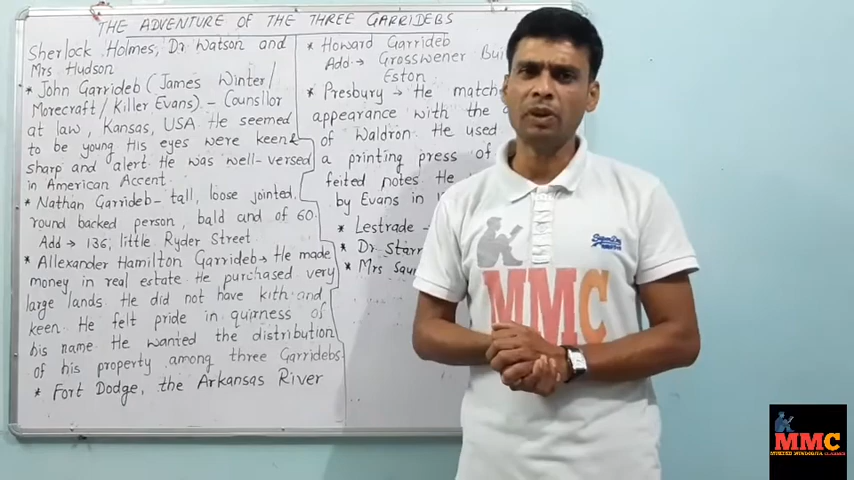 THE ADVENTURE OF THE THREE GARRIDEBS
Sherlock Holmes, Dr Watson and
Mrs Hudson
* John Garrideb (James Winter/
Morecraft/Killer Evans) - Counsllor
at law, Kansas, USA. He seemed
to be young His eyes were keen &
sharp and alert. He was well-versed
in American Accent.
* Nathan Garrideb - tall, loose jointed,
round backed person, bald and of 60.
Add → 136, little Ryder Street
* Allexander Hamilton Garrideb → He made
money in real estate He purchased very
large lands. He did not have kith and
keen. He felt pride in quirness of
his name. He wanted the distribution
of his property among three Garridebs
* Fort Dodge, the Arkansas River
* Howard Garrideb
Add → Grosswener Bui
Eston
* Presbury → He match
appearance with the
of Waldron. He used
a printing press of
feited notes. He
by Evans in
* Lestrade -
* Dr Starr
* Mrs
Superdry
MMC
MMC